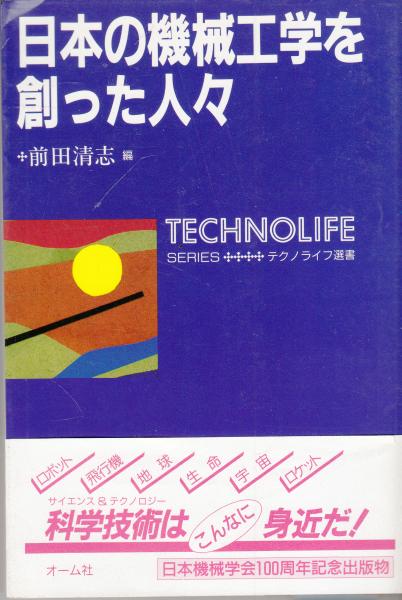 日本の機械工学を
創った人々
前田清志 編
TECHNOLIFE
SERIES テクノライフ選書
ロボット 飛行機 地球 生命 宇宙 ロケット
サイエンス&テクノロジー
科学技術は こんなに 身近だ!
オーム社
日本機械学会100周年記念出版物